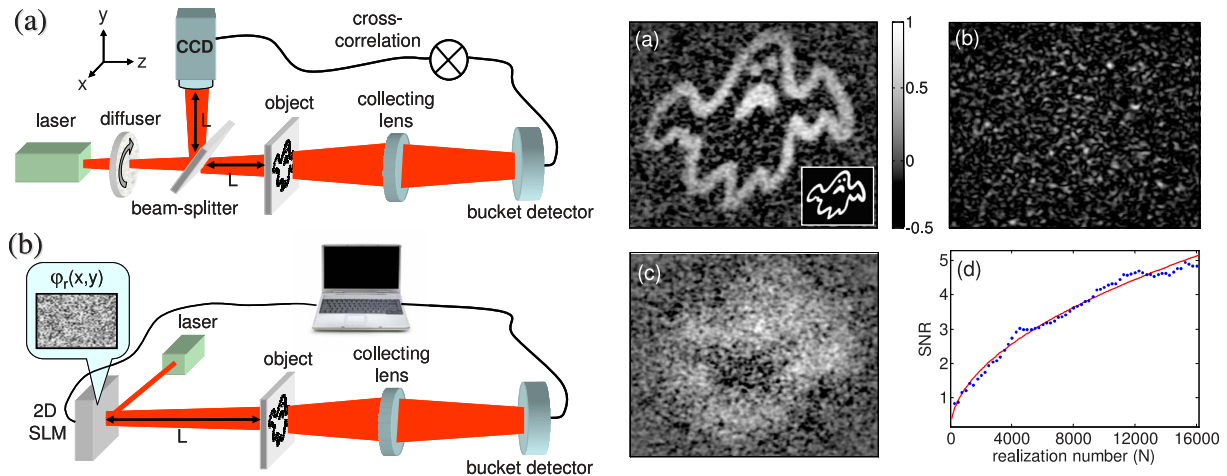 (a)
y
z
x
CCD
cross-
correlation
L
laser
diffuser
object
collecting
lens
L
beam-splitter
bucket detector
(b)
φr(x,y)
laser
object
collecting
lens
2D
SLM
L
bucket detector
(a)
1
0.5
0
-0.5
(b)
(c)
(d)
SNR
5
4
3
2
1
0
4000
8000
12000
16000
realization number (N)